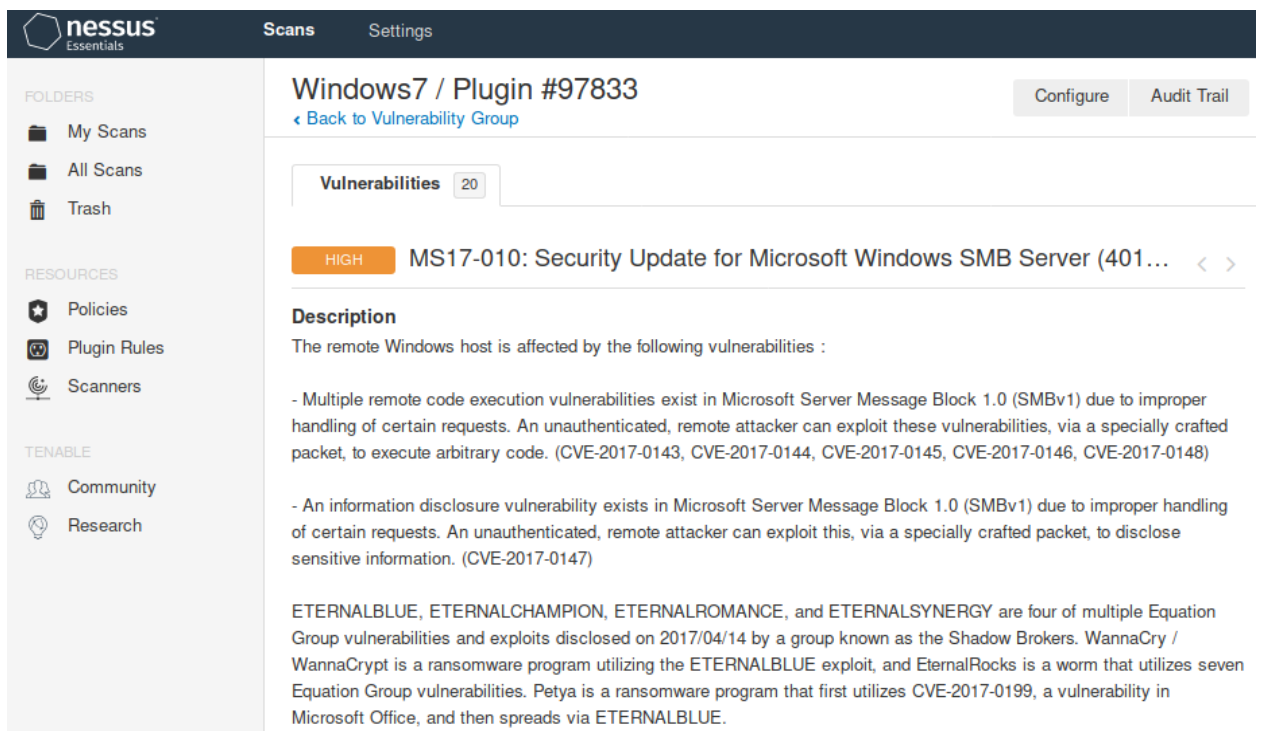 nessus
Essentials
Scans
Settings
FOLDERS
My Scans
All Scans
Trash
RESOURCES
Policies
Plugin Rules
Scanners
TENABLE
Community
Research
Windows7 / Plugin #97833
‹ Back to Vulnerability Group
Configure
Audit Trail
Vulnerabilities 20
HIGH
MS17-010: Security Update for Microsoft Windows SMB Server (401…
Description
The remote Windows host is affected by the following vulnerabilities :
- Multiple remote code execution vulnerabilities exist in Microsoft Server Message Block 1.0 (SMBv1) due to improper
handling of certain requests. An unauthenticated, remote attacker can exploit these vulnerabilities, via a specially crafted
packet, to execute arbitrary code. (CVE-2017-0143, CVE-2017-0144, CVE-2017-0145, CVE-2017-0146, CVE-2017-0148)
- An information disclosure vulnerability exists in Microsoft Server Message Block 1.0 (SMBv1) due to improper handling
of certain requests. An unauthenticated, remote attacker can exploit this, via a specially crafted packet, to disclose
sensitive information. (CVE-2017-0147)
ETERNALBLUE, ETERNALCHAMPION, ETERNALROMANCE, and ETERNALSYNERGY are four of multiple Equation
Group vulnerabilities and exploits disclosed on 2017/04/14 by a group known as the Shadow Brokers. WannaCry /
WannaCrypt is a ransomware program utilizing the ETERNALBLUE exploit, and EternalRocks is a worm that utilizes seven
Equation Group vulnerabilities. Petya is a ransomware program that first utilizes CVE-2017-0199, a vulnerability in
Microsoft Office, and then spreads via ETERNALBLUE.